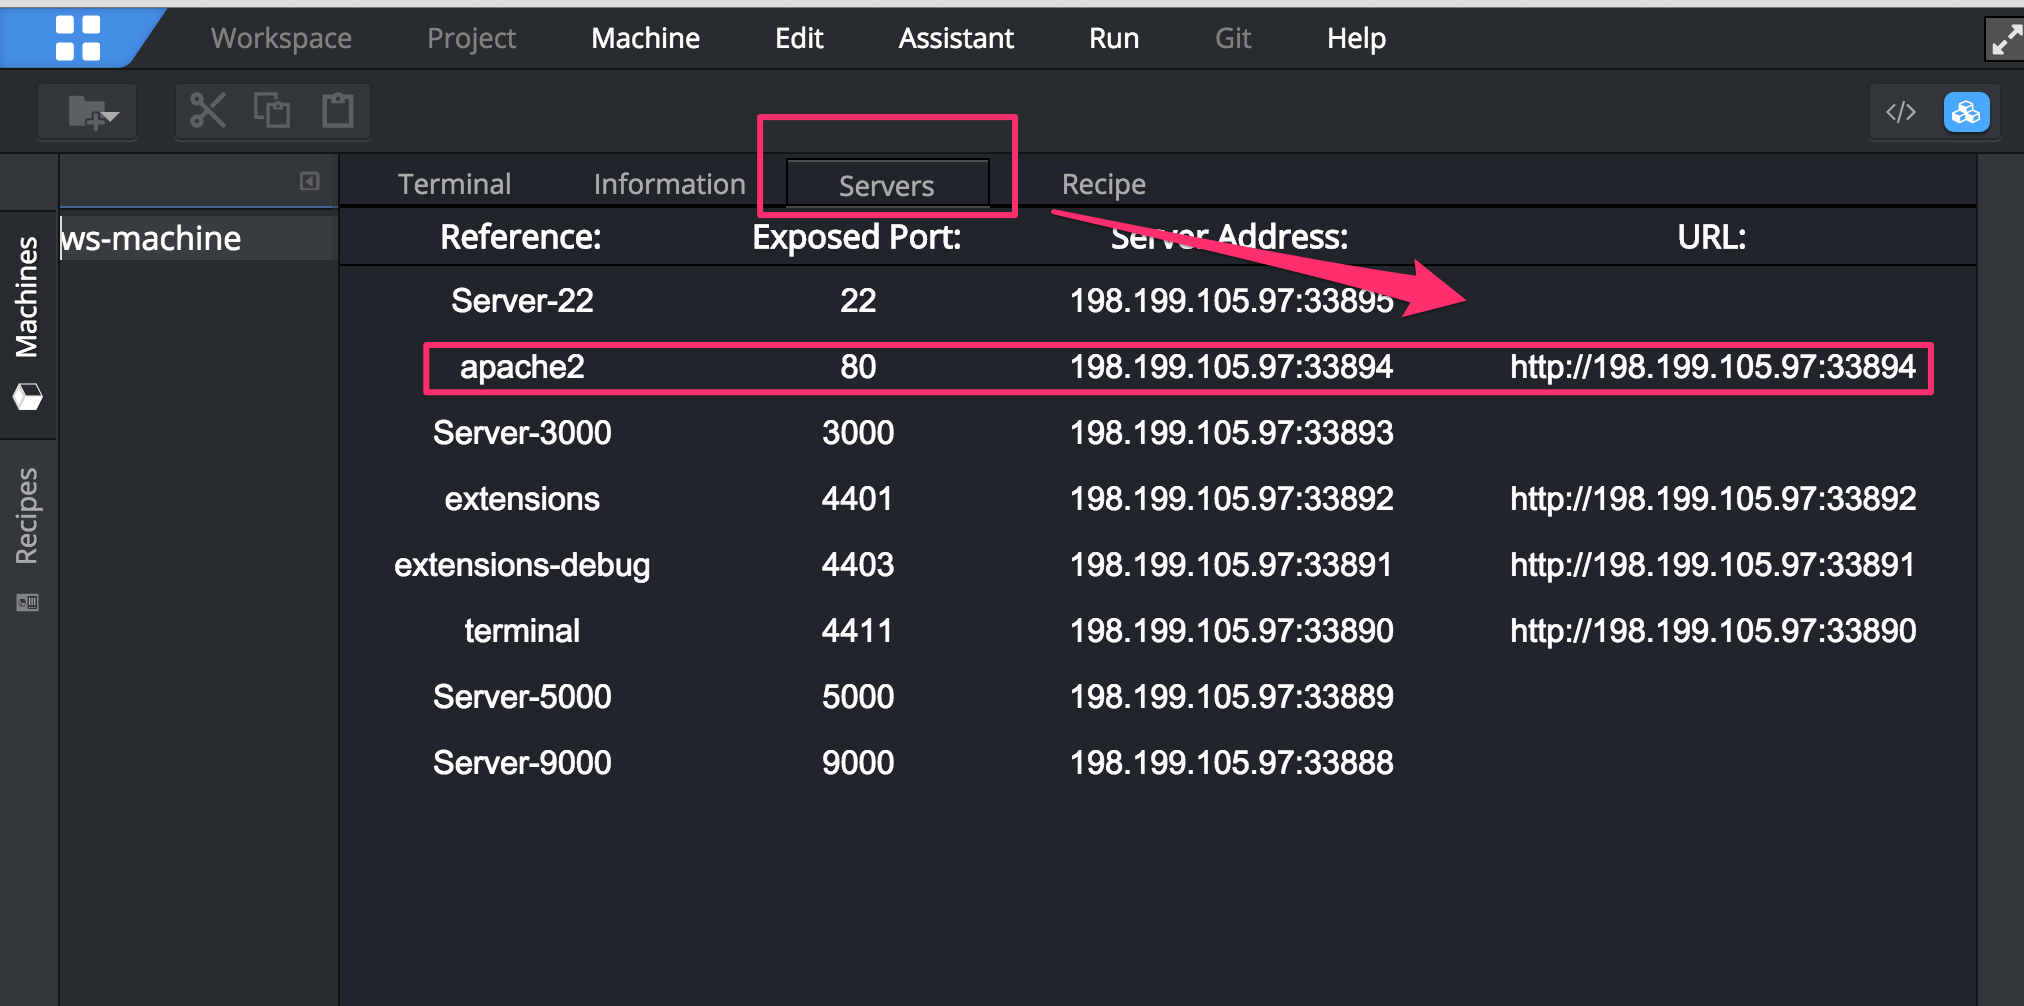 Workspace Project Machine Edit Assistant Run Git Help
Terminal Information Servers Recipe
Machines
Recipes
ws-machine
Reference: Exposed Port: Server Address: URL:
Server-22 22 198.199.105.97:33895
apache2 80 198.199.105.97:33894 http://198.199.105.97:33894
Server-3000 3000 198.199.105.97:33893
extensions 4401 198.199.105.97:33892 http://198.199.105.97:33892
extensions-debug 4403 198.199.105.97:33891 http://198.199.105.97:33891
terminal 4411 198.199.105.97:33890 http://198.199.105.97:33890
Server-5000 5000 198.199.105.97:33889
Server-9000 9000 198.199.105.97:33888